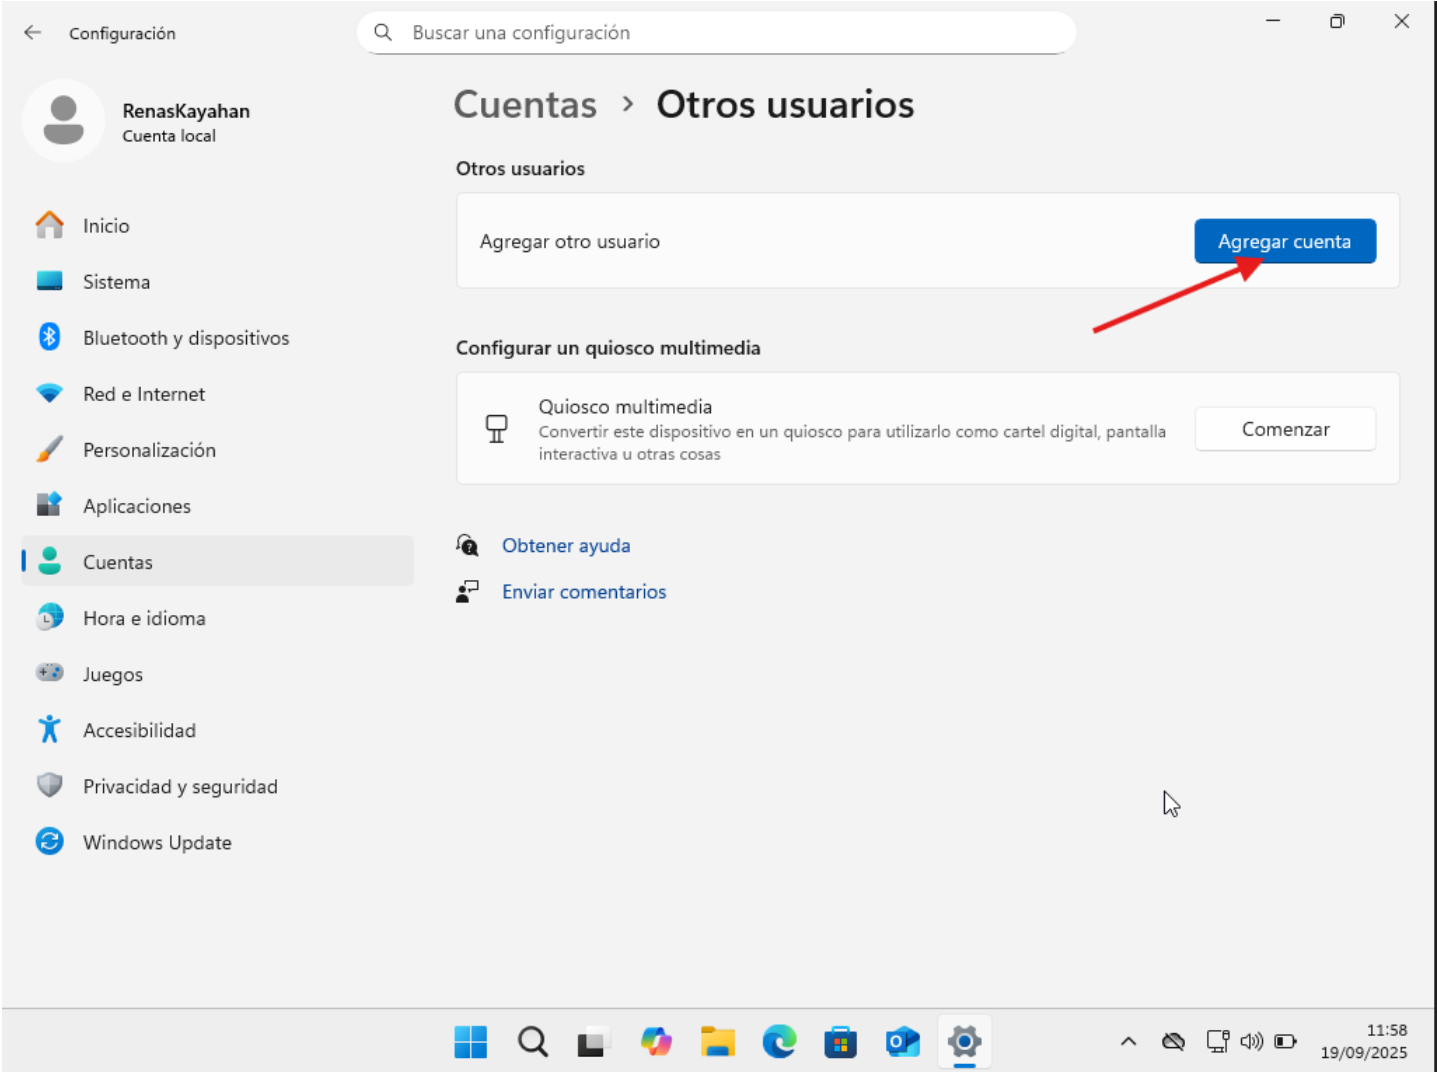 Configuración
Buscar una configuración
RenasKayahan
Cuenta local
Inicio
Sistema
Bluetooth y dispositivos
Red e Internet
Personalización
Aplicaciones
Cuentas
Hora e idioma
Juegos
Accesibilidad
Privacidad y seguridad
Windows Update
Cuentas > Otros usuarios
Otros usuarios
Agregar otro usuario
Agregar cuenta
Configurar un quiosco multimedia
Quiosco multimedia
Convertir este dispositivo en un quiosco para utilizarlo como cartel digital, pantalla
interactiva u otras cosas
Comenzar
Obtener ayuda
Enviar comentarios
11:58
19/09/2025